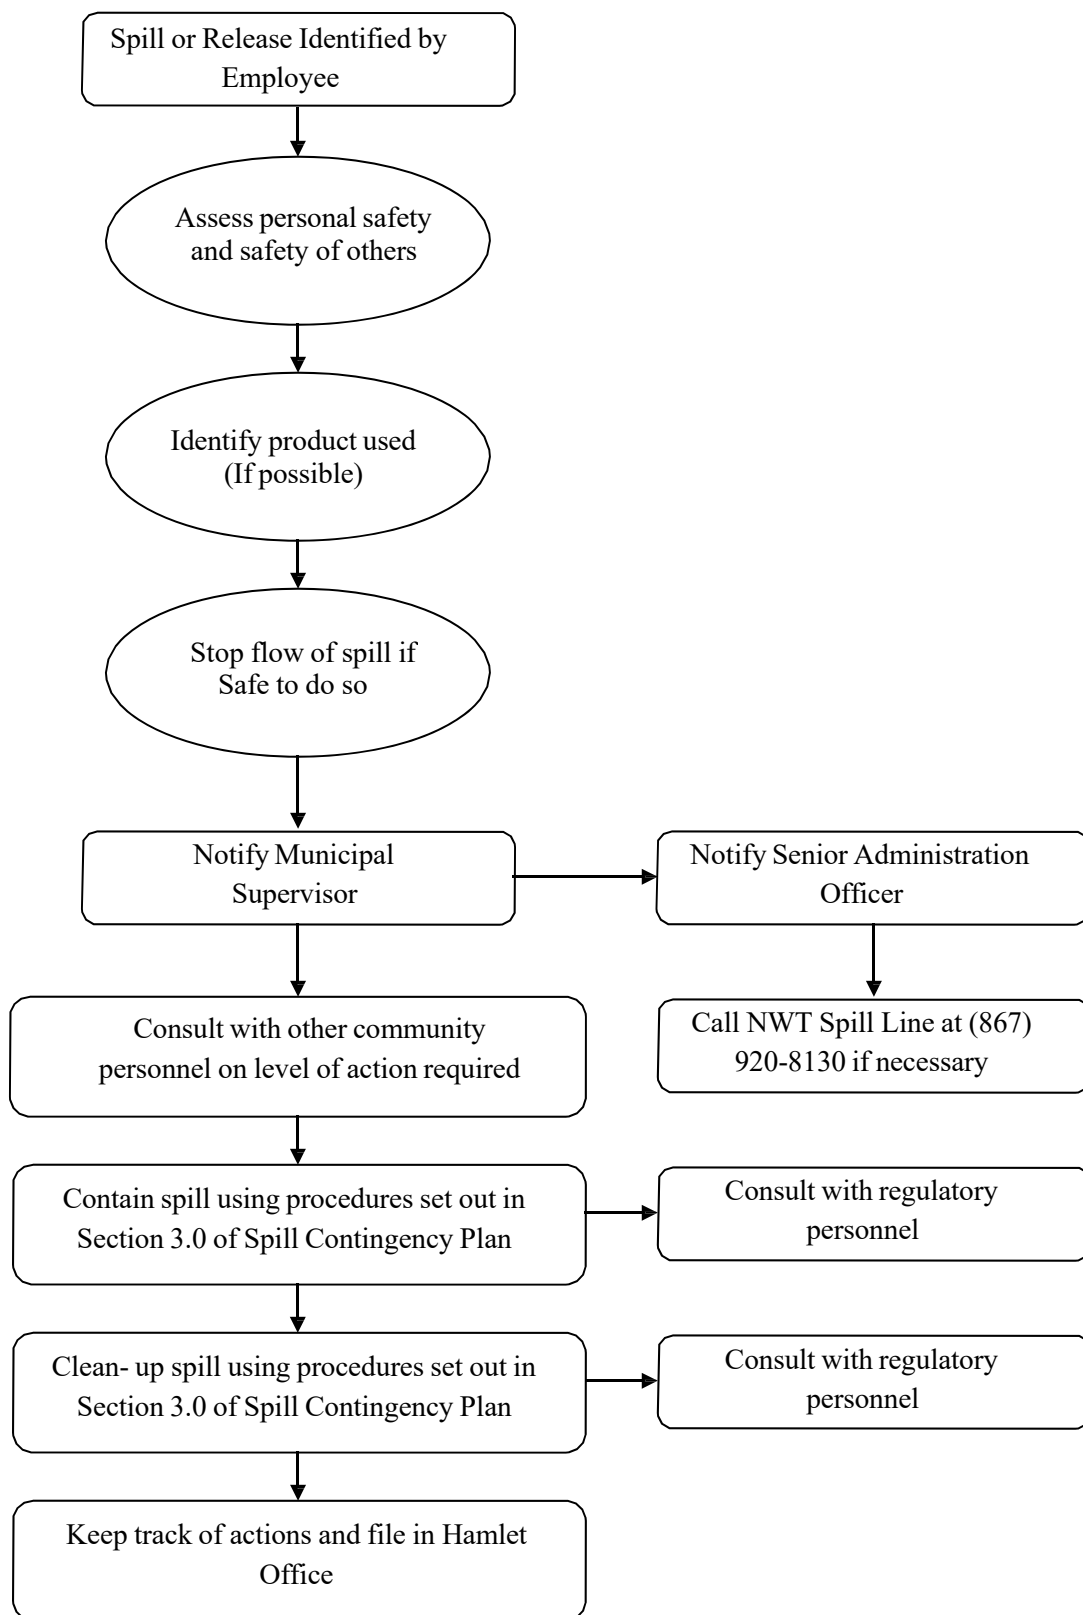 Spill or Release Identified by
Employee
Assess personal safety
and safety of others
Identify product used
(If possible)
Stop flow of spill if
Safe to do so
Notify Municipal
Supervisor
Notify Senior Administration
Officer
Consult with other community
personnel on level of action required
Call NWT Spill Line at (867)
920-8130 if necessary
Contain spill using procedures set out in
Section 3.0 of Spill Contingency Plan
Consult with regulatory
personnel
Clean- up spill using procedures set out in
Section 3.0 of Spill Contingency Plan
Consult with regulatory
personnel
Keep track of actions and file in Hamlet
Office